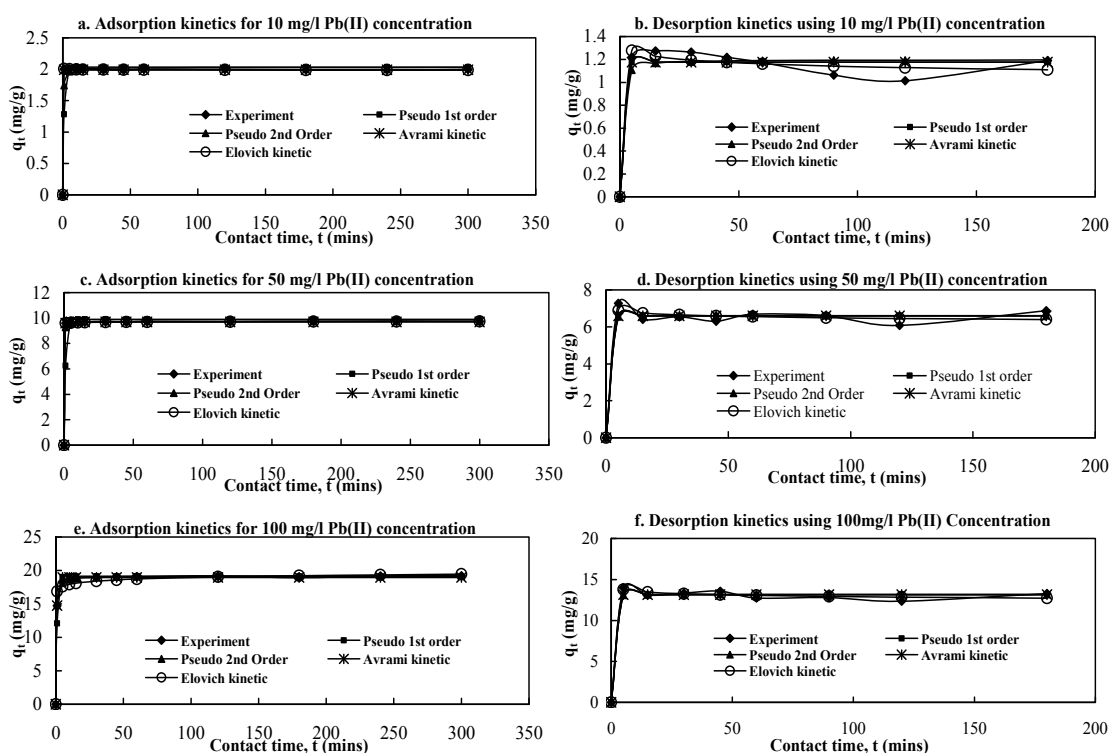 a. Adsorption kinetics for 10 mg/l Pb(II) concentration
2.5
2
1.5
1
0.5
0
qt (mg/g)
Experiment
Pseudo 1st order
Pseudo 2nd Order
Avrami kinetic
Elovich kinetic
0 50 100 150 200 250 300 350
Contact time, t (mins)
b. Desorption kinetics using 10 mg/l Pb(II) concentration
1.4
1.2
1.0
0.8
0.6
0.4
0.2
0.0
qt (mg/g)
Experiment
Pseudo 1st order
Pseudo 2nd Order
Avrami kinetic
Elovich kinetic
0 50 100 150 200
Contact time, t (mins)
c. Adsorption kinetics for 50 mg/l Pb(II) concentration
12
10
8
6
4
2
0
qt (mg/g)
Experiment
Pseudo 1st order
Pseudo 2nd Order
Avrami kinetic
Elovich kinetic
0 50 100 150 200 250 300 350
Contact time, t (mins)
d. Desorption kinetics using 50 mg/l Pb(II) concentration
8
6
4
2
0
qt (mg/g)
Experiment
Pseudo 1st order
Pseudo 2nd Order
Avrami kinetic
Elovich kinetic
0 50 100 150 200
Contact time, t (mins)
e. Adsorption kinetics for 100 mg/l Pb(II) concentration
25
20
15
10
5
0
qt (mg/g)
Experiment
Pseudo 1st order
Pseudo 2nd Order
Avrami kinetic
Elovich kinetic
0 50 100 150 200 250 300 350
Contact time, t (mins)
f. Desorption kinetics using 100mg/l Pb(II) Concentration
20
15
10
5
0
qt (mg/g)
Experiment
Pseudo 1st order
Pseudo 2nd Order
Avrami kinetic
Elovich kinetic
0 50 100 150 200
Contact time, t (mins)